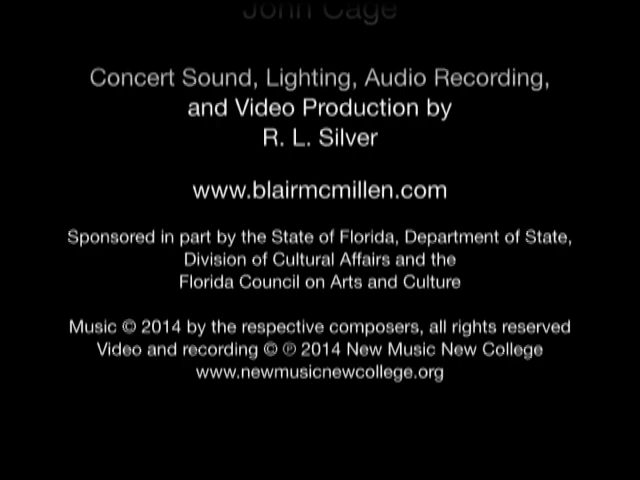 John Cage
Concert Sound, Lighting, Audio Recording,
and Video Production by
R. L. Silver
www.blairmcmillen.com
Sponsored in part by the State of Florida, Department of State,
Division of Cultural Affairs and the
Florida Council on Arts and Culture
Music © 2014 by the respective composers, all rights reserved
Video and recording © ℗ 2014 New Music New College
www.newmusicnewcollege.org